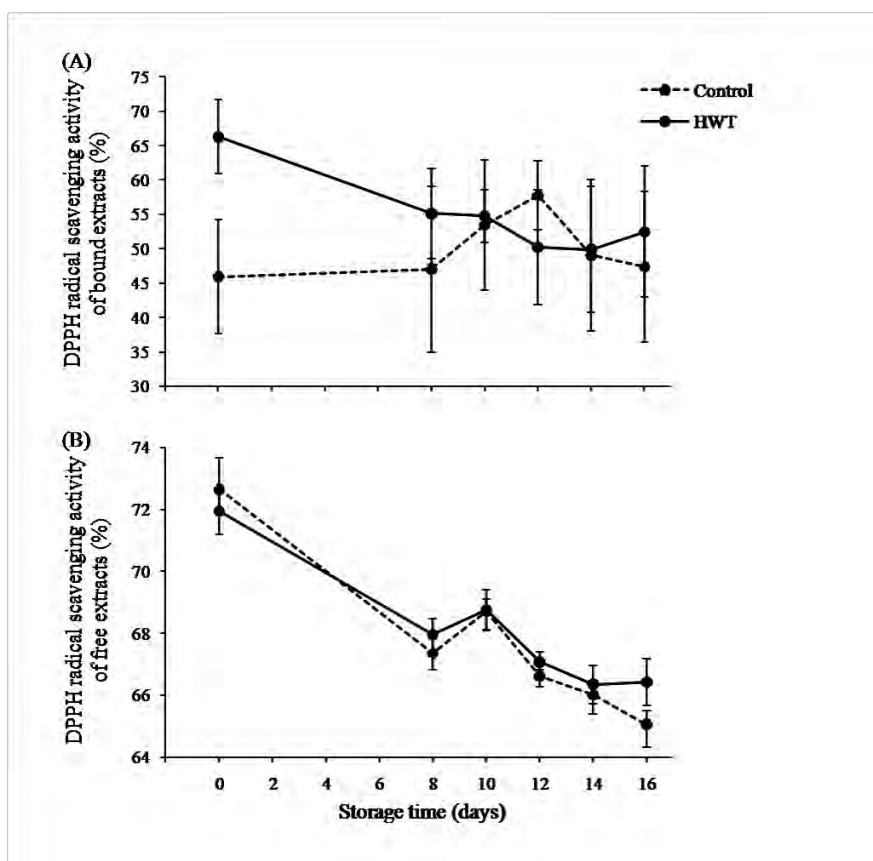 (A)
DPPH radical scavenging activity
of bound extracts (%)
75
70
65
60
55
50
45
40
35
30
Control
HWT
(B)
DPPH radical scavenging activity
of free extracts (%)
74
72
70
68
66
64
0 2 4 6 8 10 12 14 16
Storage time (days)